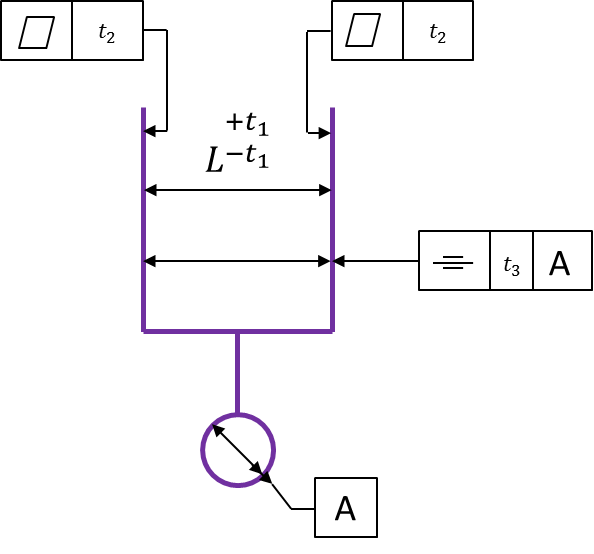 t₂
t₂
+t₁
L−t₁
t₃ A
A